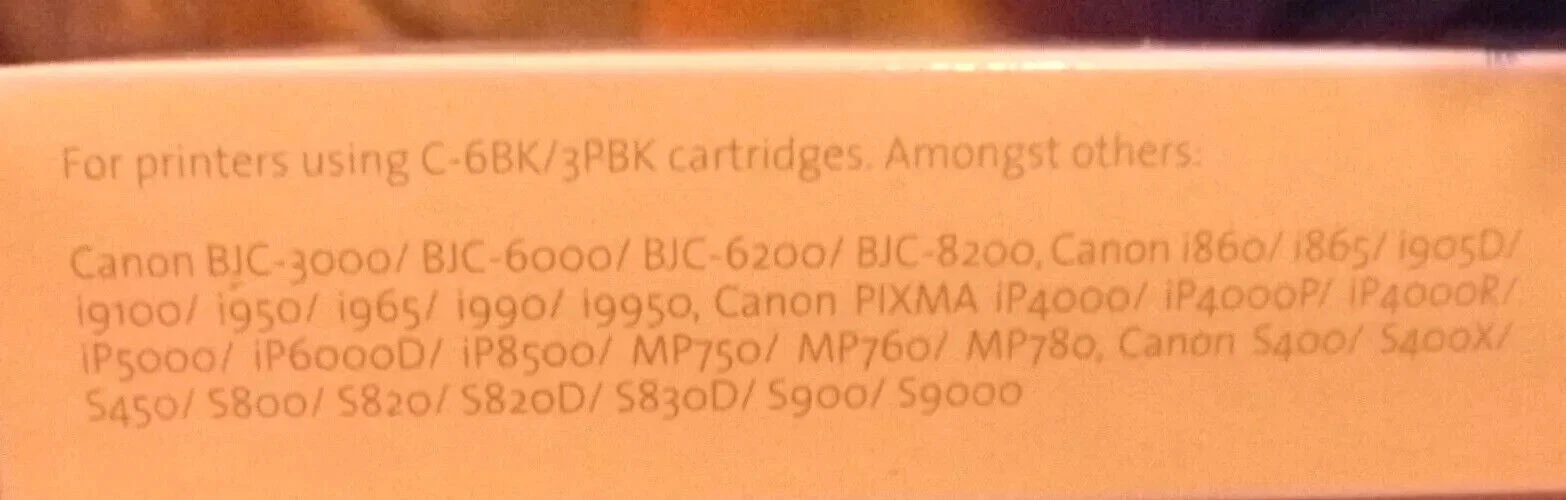 For printers using C-6BK/3PBK cartridges. Amongst others:
Canon BJC-3000/ BJC-6000/ BJC-6200/ BJC-8200, Canon i860/ i865/ i905D/
i9100/ i950/ i965/ i990/ i9950, Canon PIXMA iP4000/ iP4000P/ iP4000R/
iP5000/ iP6000D/ iP8500/ MP750/ MP760/ MP780, Canon S400/ S400X/
S450/ S800/ S820/ S820D/ S830D/ S900/ S9000